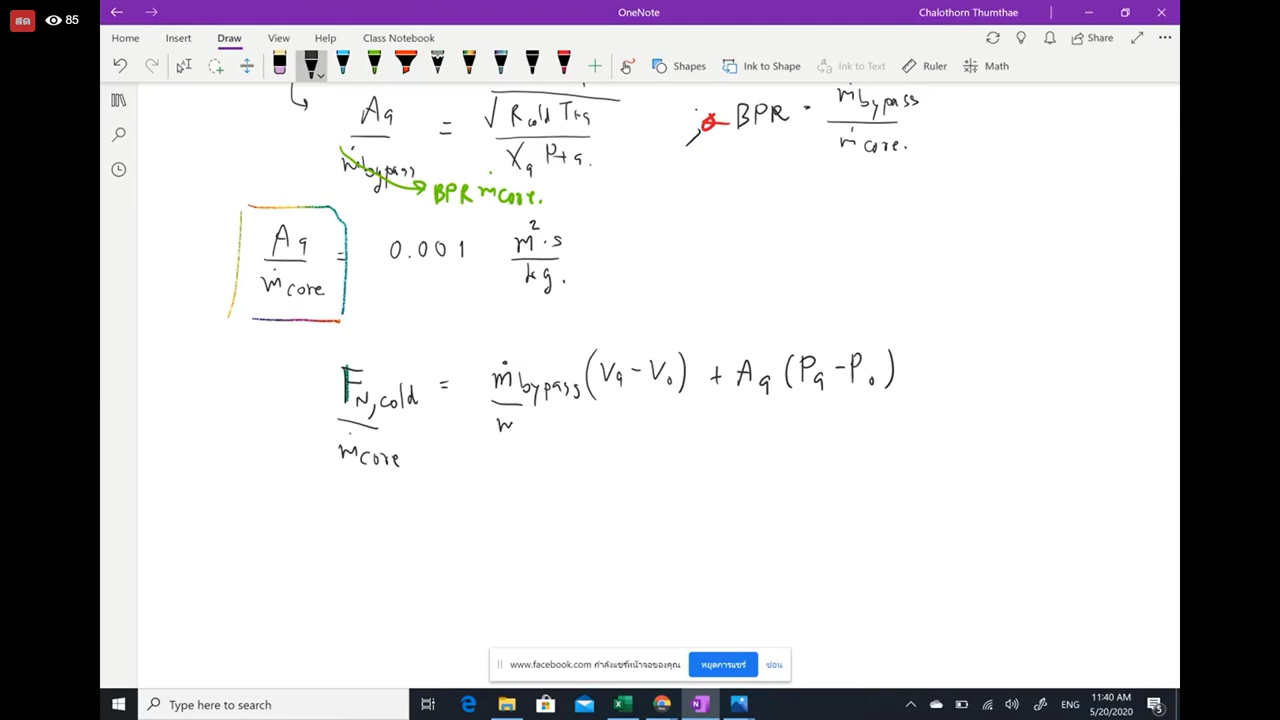 สด 85
OneNote
Chalothorn Thumthae
Home Insert Draw View Help Class Notebook
Share
Shapes Ink to Shape Ink to Text Ruler Math
A₉ / ṁbypass = √(Rcold Tt9) / (X₉ Pt9.)
BPR = ṁbypass / ṁcore.
BPR ṁcore.
A₉ / ṁcore = 0.001 m²·s / kg.
F_N,cold / ṁcore = ṁbypass (V₉ - V₀) + A₉ (P₉ - P₀)
www.facebook.com กำลังแชร์หน้าจอของคุณ หยุดการแชร์ ซ่อน
Type here to search
ENG
11:40 AM
5/20/2020
5